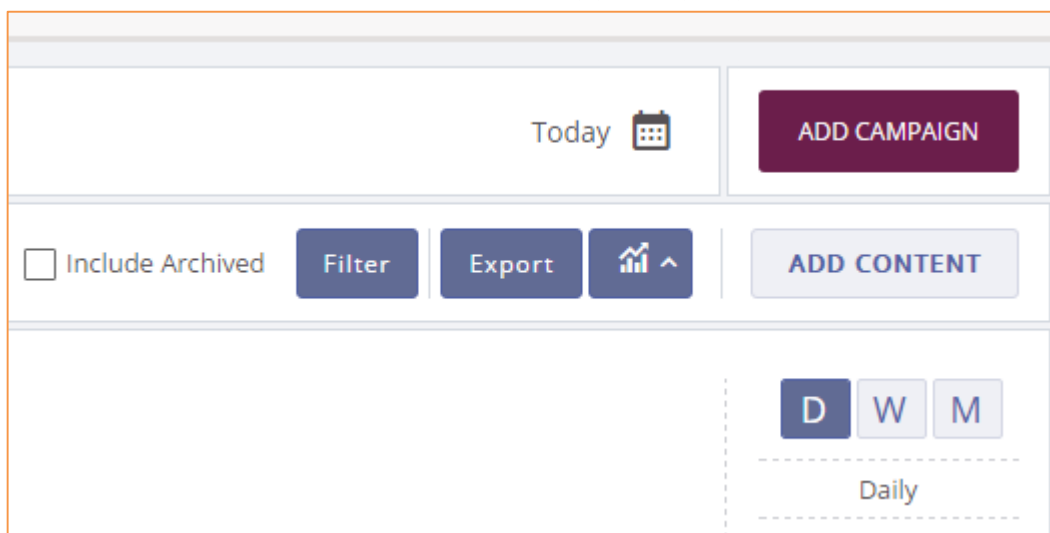 Today ADD CAMPAIGN
Include Archived Filter Export ADD CONTENT
D W M
Daily